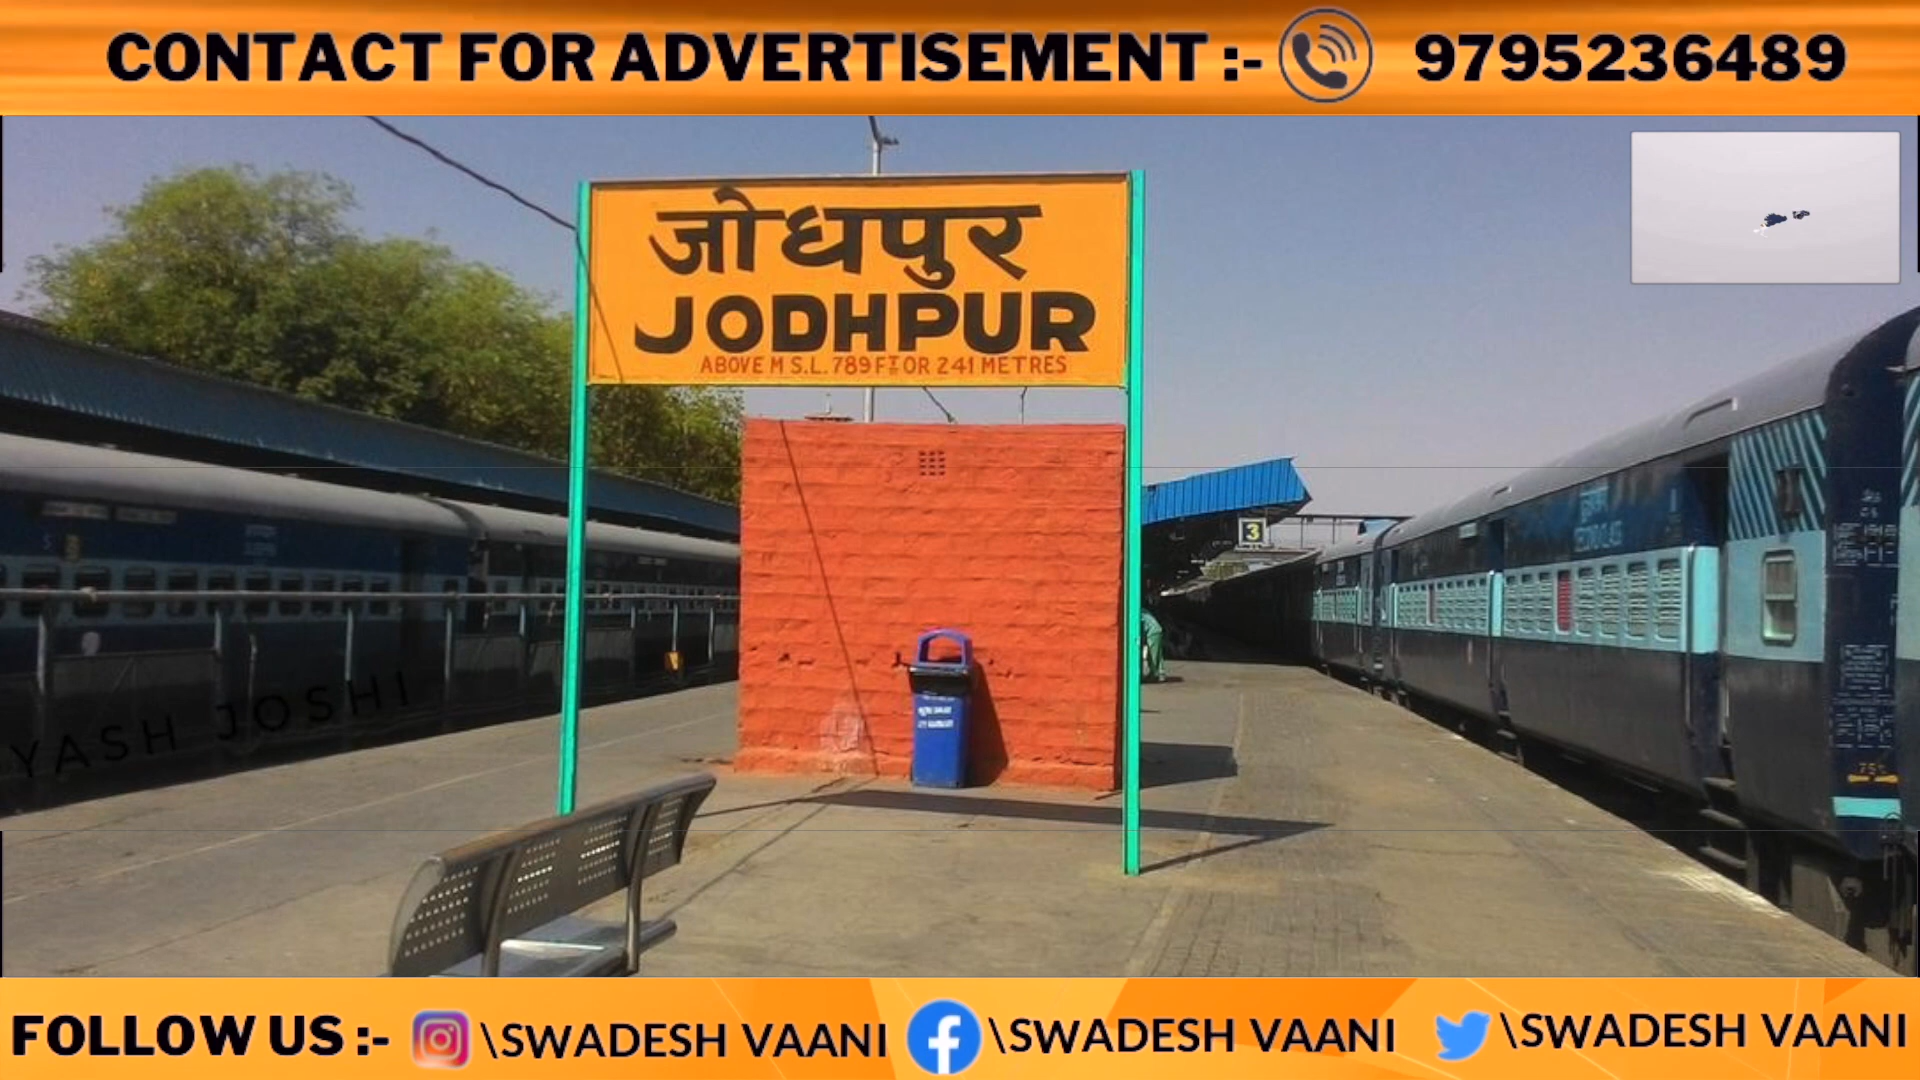 CONTACT FOR ADVERTISEMENT :- 9795236489
जोधपुर
JODHPUR
ABOVE M S.L. 789 FT OR 241 METRES
3
YASH JOSHI
FOLLOW US :- \SWADESH VAANI \SWADESH VAANI \SWADESH VAANI